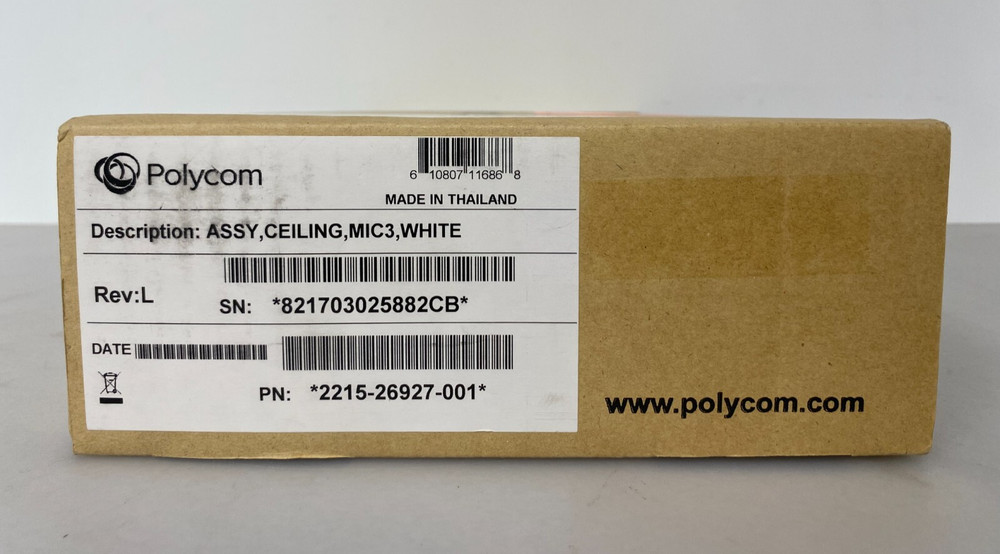 Polycom
6 10807 11686 8
MADE IN THAILAND
Description: ASSY,CEILING,MIC3,WHITE
Rev:L
SN: *821703025882CB*
DATE
PN: *2215-26927-001*
www.polycom.com